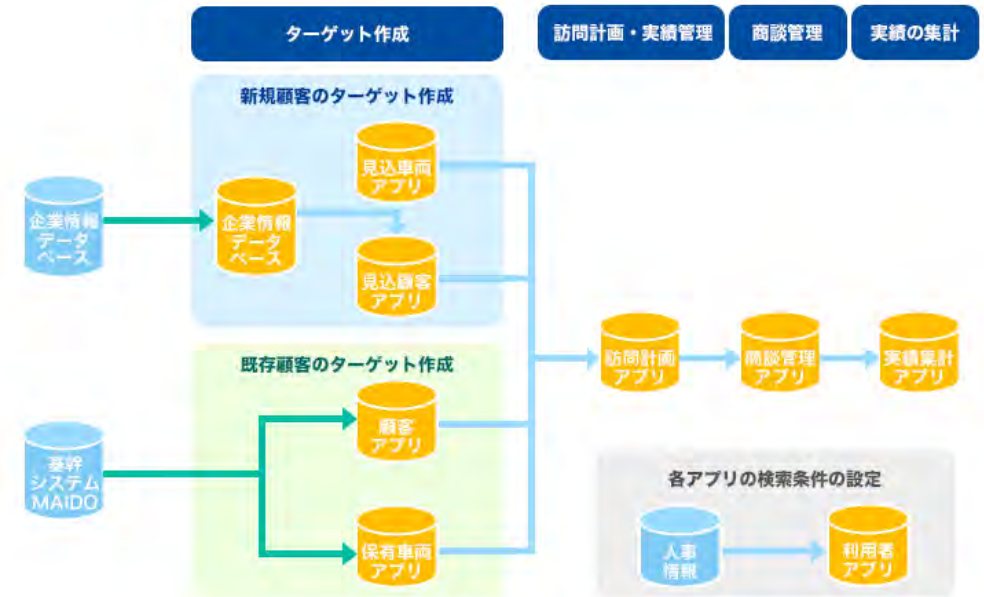 ターゲット作成
訪問計画・実績管理
商談管理
実績の集計
新規顧客のターゲット作成
見込車両
アプリ
企業情報
データ
ベース
企業情報
データ
ベース
見込顧客
アプリ
既存顧客のターゲット作成
訪問計画
アプリ
商談管理
アプリ
実績集計
アプリ
顧客
アプリ
基幹
システム
MAIDO
各アプリの検索条件の設定
保有車両
アプリ
人事
情報
利用者
アプリ